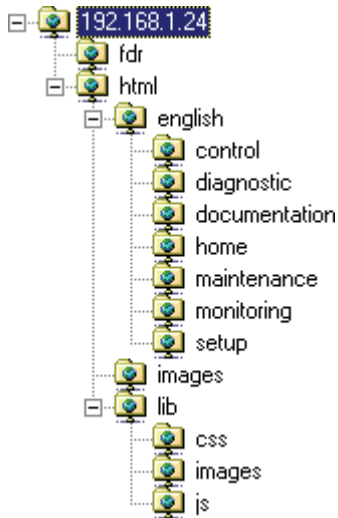 192.168.1.24
fdr
html
english
control
diagnostic
documentation
home
maintenance
monitoring
setup
images
lib
css
images
js